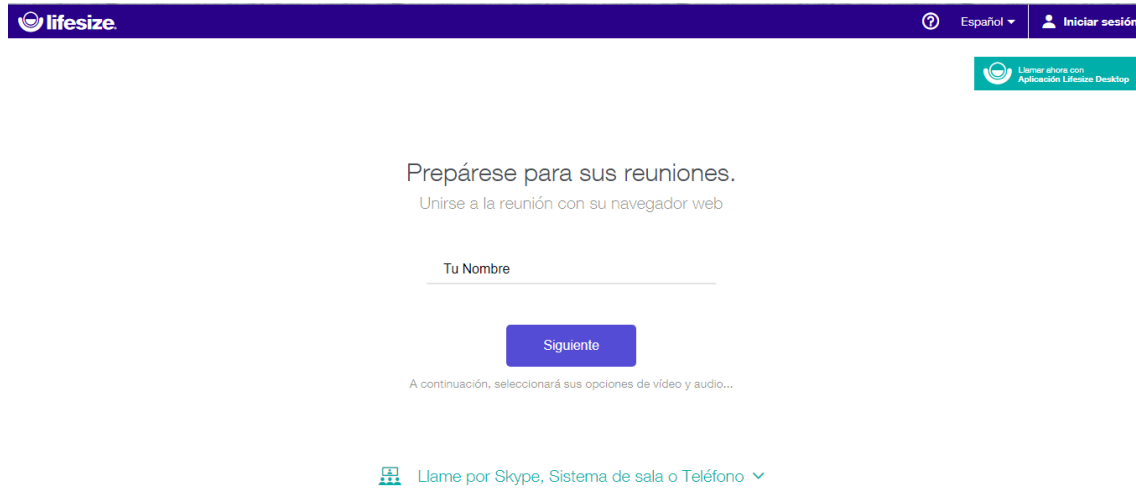 lifesize
Español
Iniciar sesión
Llamar ahora con
Aplicación Lifesize Desktop
Prepárese para sus reuniones.
Unirse a la reunión con su navegador web
Tu Nombre
Siguiente
A continuación, seleccionará sus opciones de vídeo y audio...
Llame por Skype, Sistema de sala o Teléfono